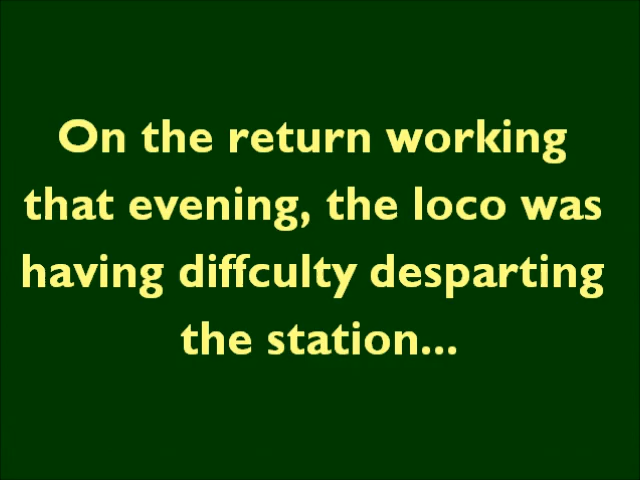 On the return working
that evening, the loco was
having diffculty desparting
the station...